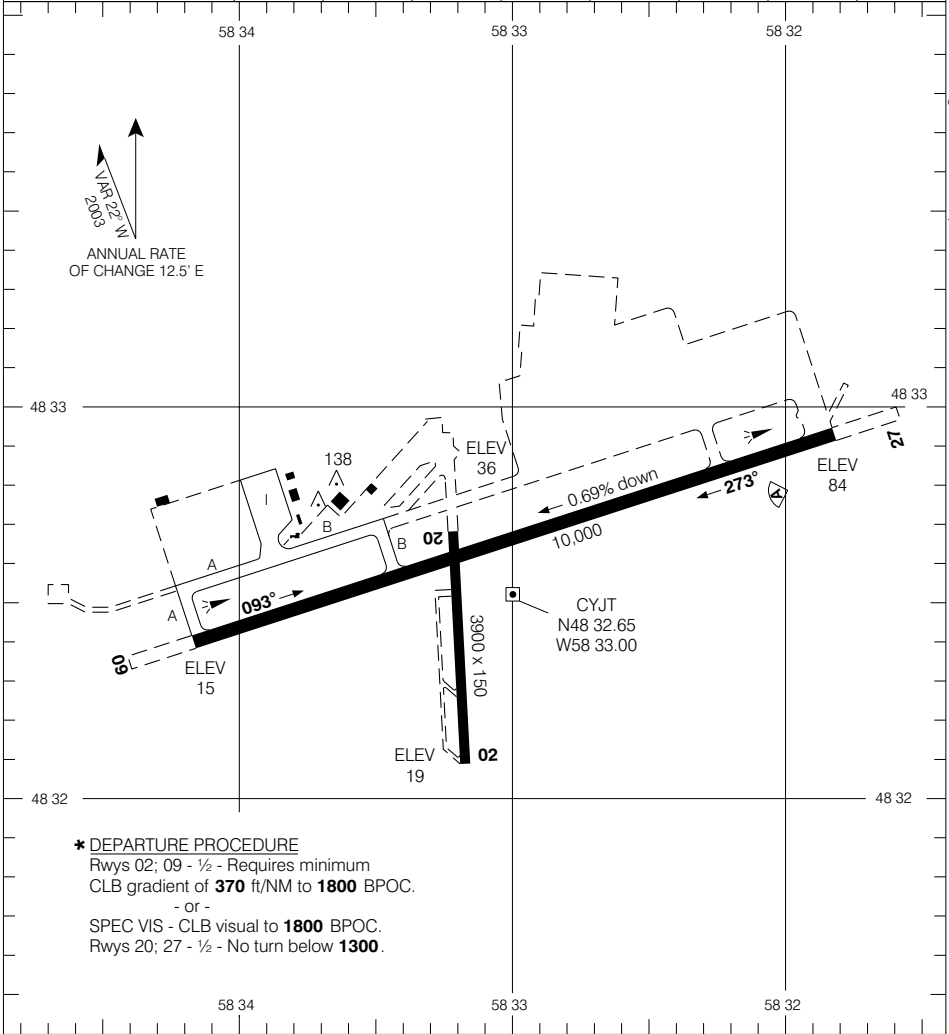 58 34
58 33
58 32
VAR 22° W
2003
ANNUAL RATE
OF CHANGE 12.5' E
48 33
48 33
138
ELEV
36
I
B
B
A
A
20
0.69% down
10,000
273°
A
27
ELEV
84
093°
09
ELEV
15
3900 x 150
CYJT
N48 32.65
W58 33.00
ELEV
19
02
48 32
48 32
* DEPARTURE PROCEDURE
Rwys 02; 09 - ½ - Requires minimum
CLB gradient of 370 ft/NM to 1800 BPOC.
- or -
SPEC VIS - CLB visual to 1800 BPOC.
Rwys 20; 27 - ½ - No turn below 1300.
58 34
58 33
58 32